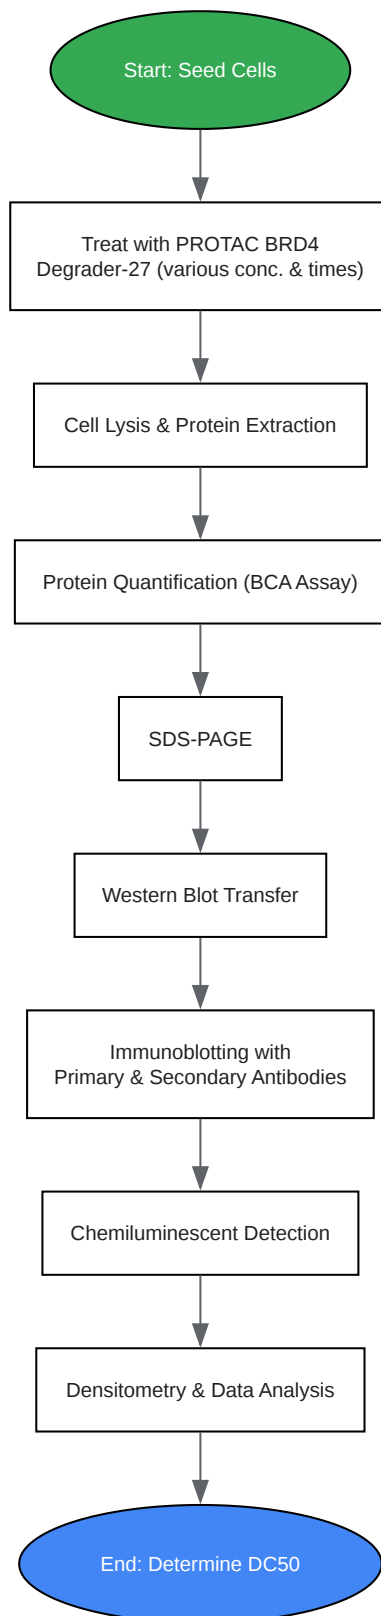 Start: Seed Cells
Treat with PROTAC BRD4
Degrader-27 (various conc. & times)
Cell Lysis & Protein Extraction
Protein Quantification (BCA Assay)
SDS-PAGE
Western Blot Transfer
Immunoblotting with
Primary & Secondary Antibodies
Chemiluminescent Detection
Densitometry & Data Analysis
End: Determine DC50